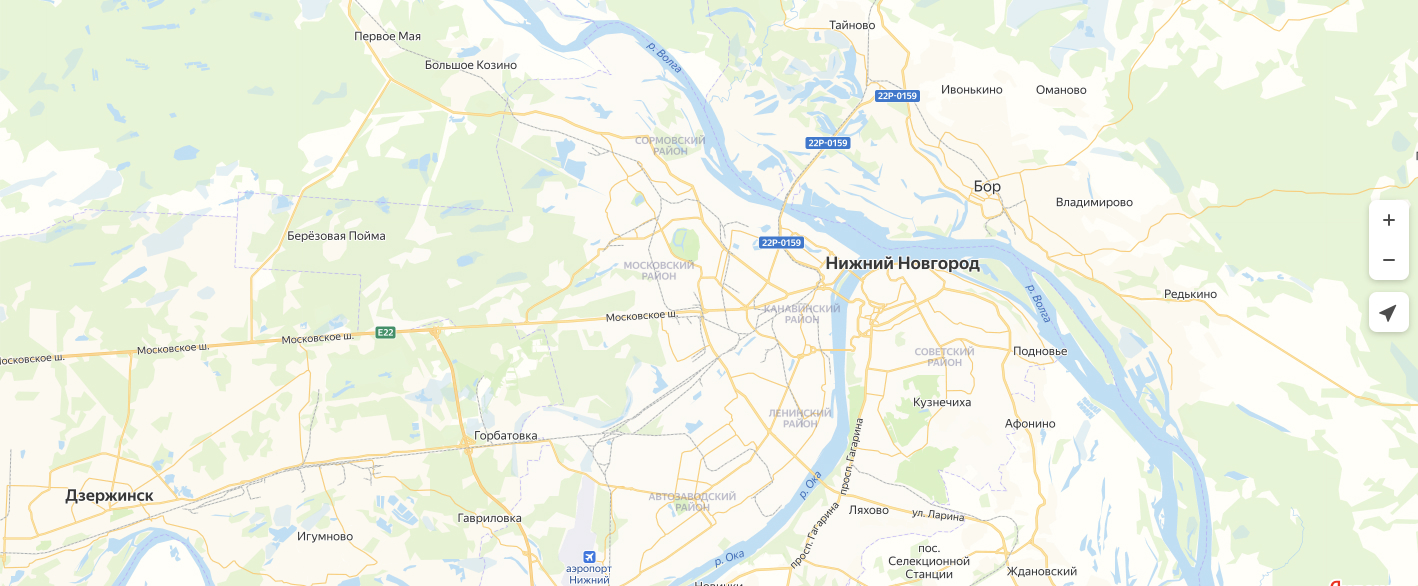 Тайново
Первое Мая
р. Волга
Большое Козино
Ивонькино
Оманово
22Р-0159
22Р-0159
СОРМОВСКИЙ
РАЙОН
Бор
Владимирово
+
Берёзовая Пойма
22Р-0159
−
МОСКОВСКИЙ
РАЙОН
Нижний Новгород
р. Волга
Редькино
КАНАВИНСКИЙ
РАЙОН
Московское ш.
Е22
Московское ш.
Московское ш.
Московское ш.
СОВЕТСКИЙ
РАЙОН
Подновье
Кузнечиха
ЛЕНИНСКИЙ
РАЙОН
Афонино
Горбатовка
просп. Гагарина
р. Ока
Дзержинск
АВТОЗАВОДСКИЙ
РАЙОН
Гавриловка
Ляхово
ул. Ларина
Игумново
просп. Гагарина
пос.
Селекционной
Станции
р. Ока
аэропорт
Нижний
Ждановский
Новинки